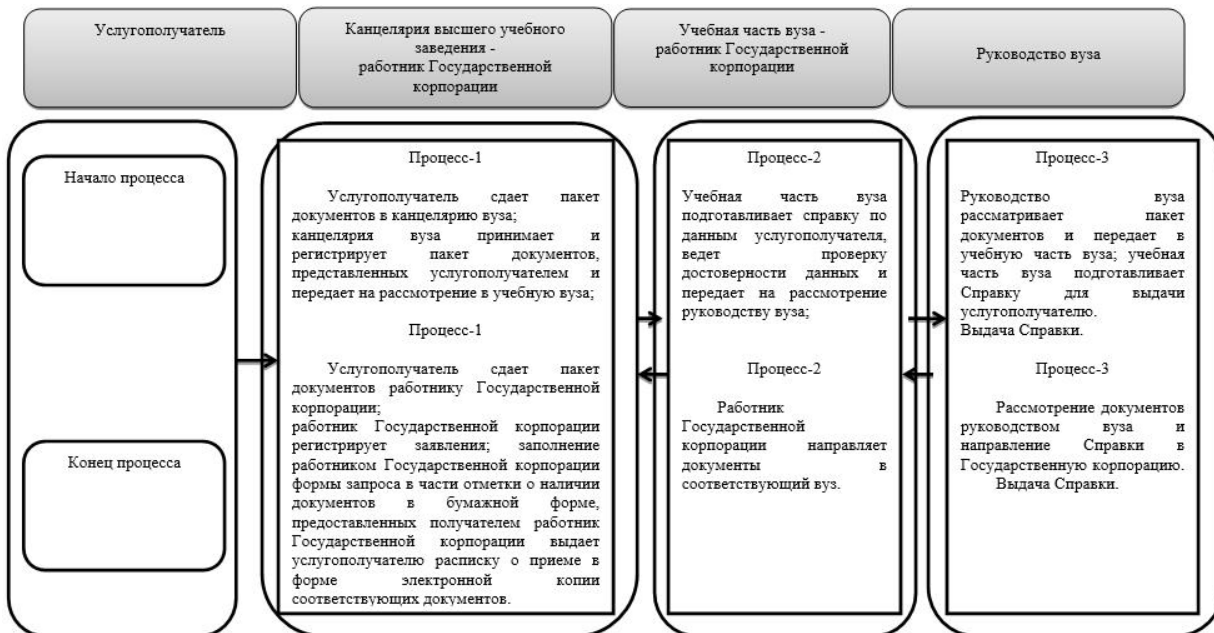 Услугополучатель
Канцелярия высшего учебного
заведения -
работник Государственной
корпорации
Учебная часть вуза -
работник Государственной
корпорации
Руководство вуза
Начало процесса
Конец процесса
Процесс-1
Услугополучатель сдает пакет
документов в канцелярию вуза;
канцелярия вуза принимает и
регистрирует пакет документов,
представленных услугополучателем и
передает на рассмотрение в учебную вуза;
Процесс-1
Услугополучатель сдает пакет
документов работнику Государственной
корпорации;
работник Государственной корпорации
регистрирует заявления; заполнение
работником Государственной корпорации
формы запроса в части отметки о наличии
документов в бумажной форме,
предоставленных получателем работник
Государственной корпорации выдает
услугополучателю расписку о приеме в
форме электронной копии
соответствующих документов.
Процесс-2
Учебная часть вуза
подготавливает справку по
данным услугополучателя,
ведет проверку
достоверности данных и
передает на рассмотрение
руководству вуза;
Процесс-2
Работник
Государственной
корпорации направляет
документы в
соответствующий вуз.
Процесс-3
Руководство вуза
рассматривает пакет
документов и передает в
учебную часть вуза; учебная
часть вуза подготавливает
Справку для выдачи
услугополучателю.
Выдача Справки.
Процесс-3
Рассмотрение документов
руководством вуза и
направление Справки в
Государственную корпорацию.
Выдача Справки.